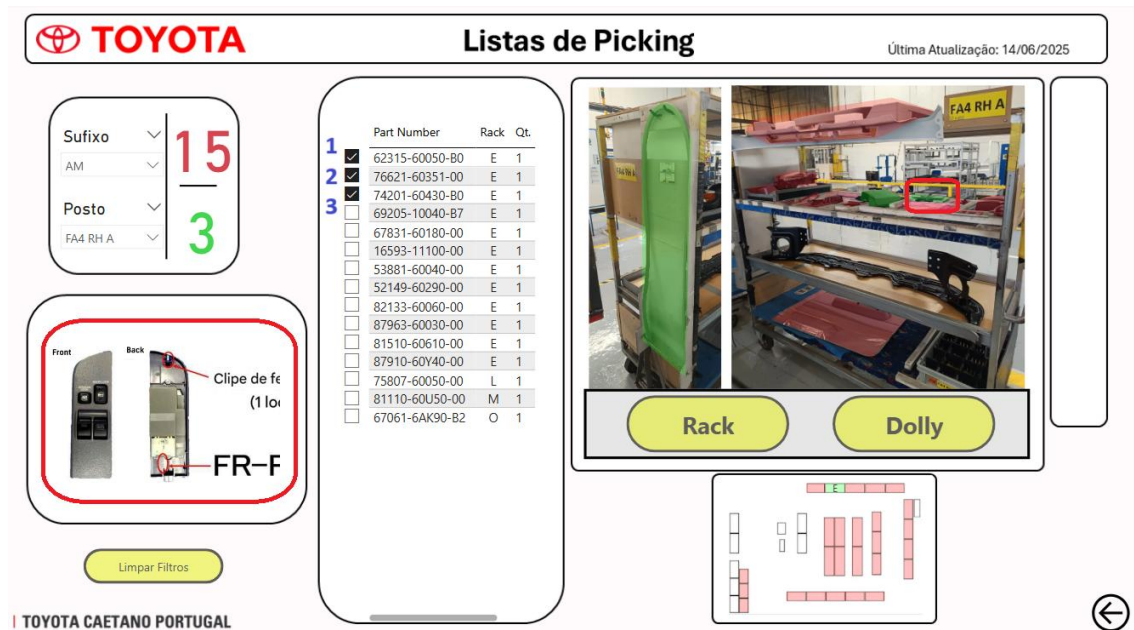 TOYOTA
Listas de Picking
Última Atualização: 14/06/2025
Sufixo
AM
Posto
FA4 RH A
15
3
Front
Back
Clipe de fe
(1 lo
FR-F
Limpar Filtros
TOYOTA CAETANO PORTUGAL
Part Number Rack Qt.
1
62315-60050-B0 E 1
2 76621-60351-00 E 1
74201-60430-B0 E 1
3 69205-10040-B7 E 1
67831-60180-00 E 1
16593-11100-00 E 1
53881-60040-00 E 1
52149-60290-00 E 1
82133-60060-00 E 1
87963-60030-00 E 1
81510-60610-00 E 1
87910-60Y40-00 E 1
75807-60050-00 L 1
81110-60U50-00 M 1
67061-6AK90-B2 O 1
FA4 RH A
FA4 RH A
Rack
Dolly
E